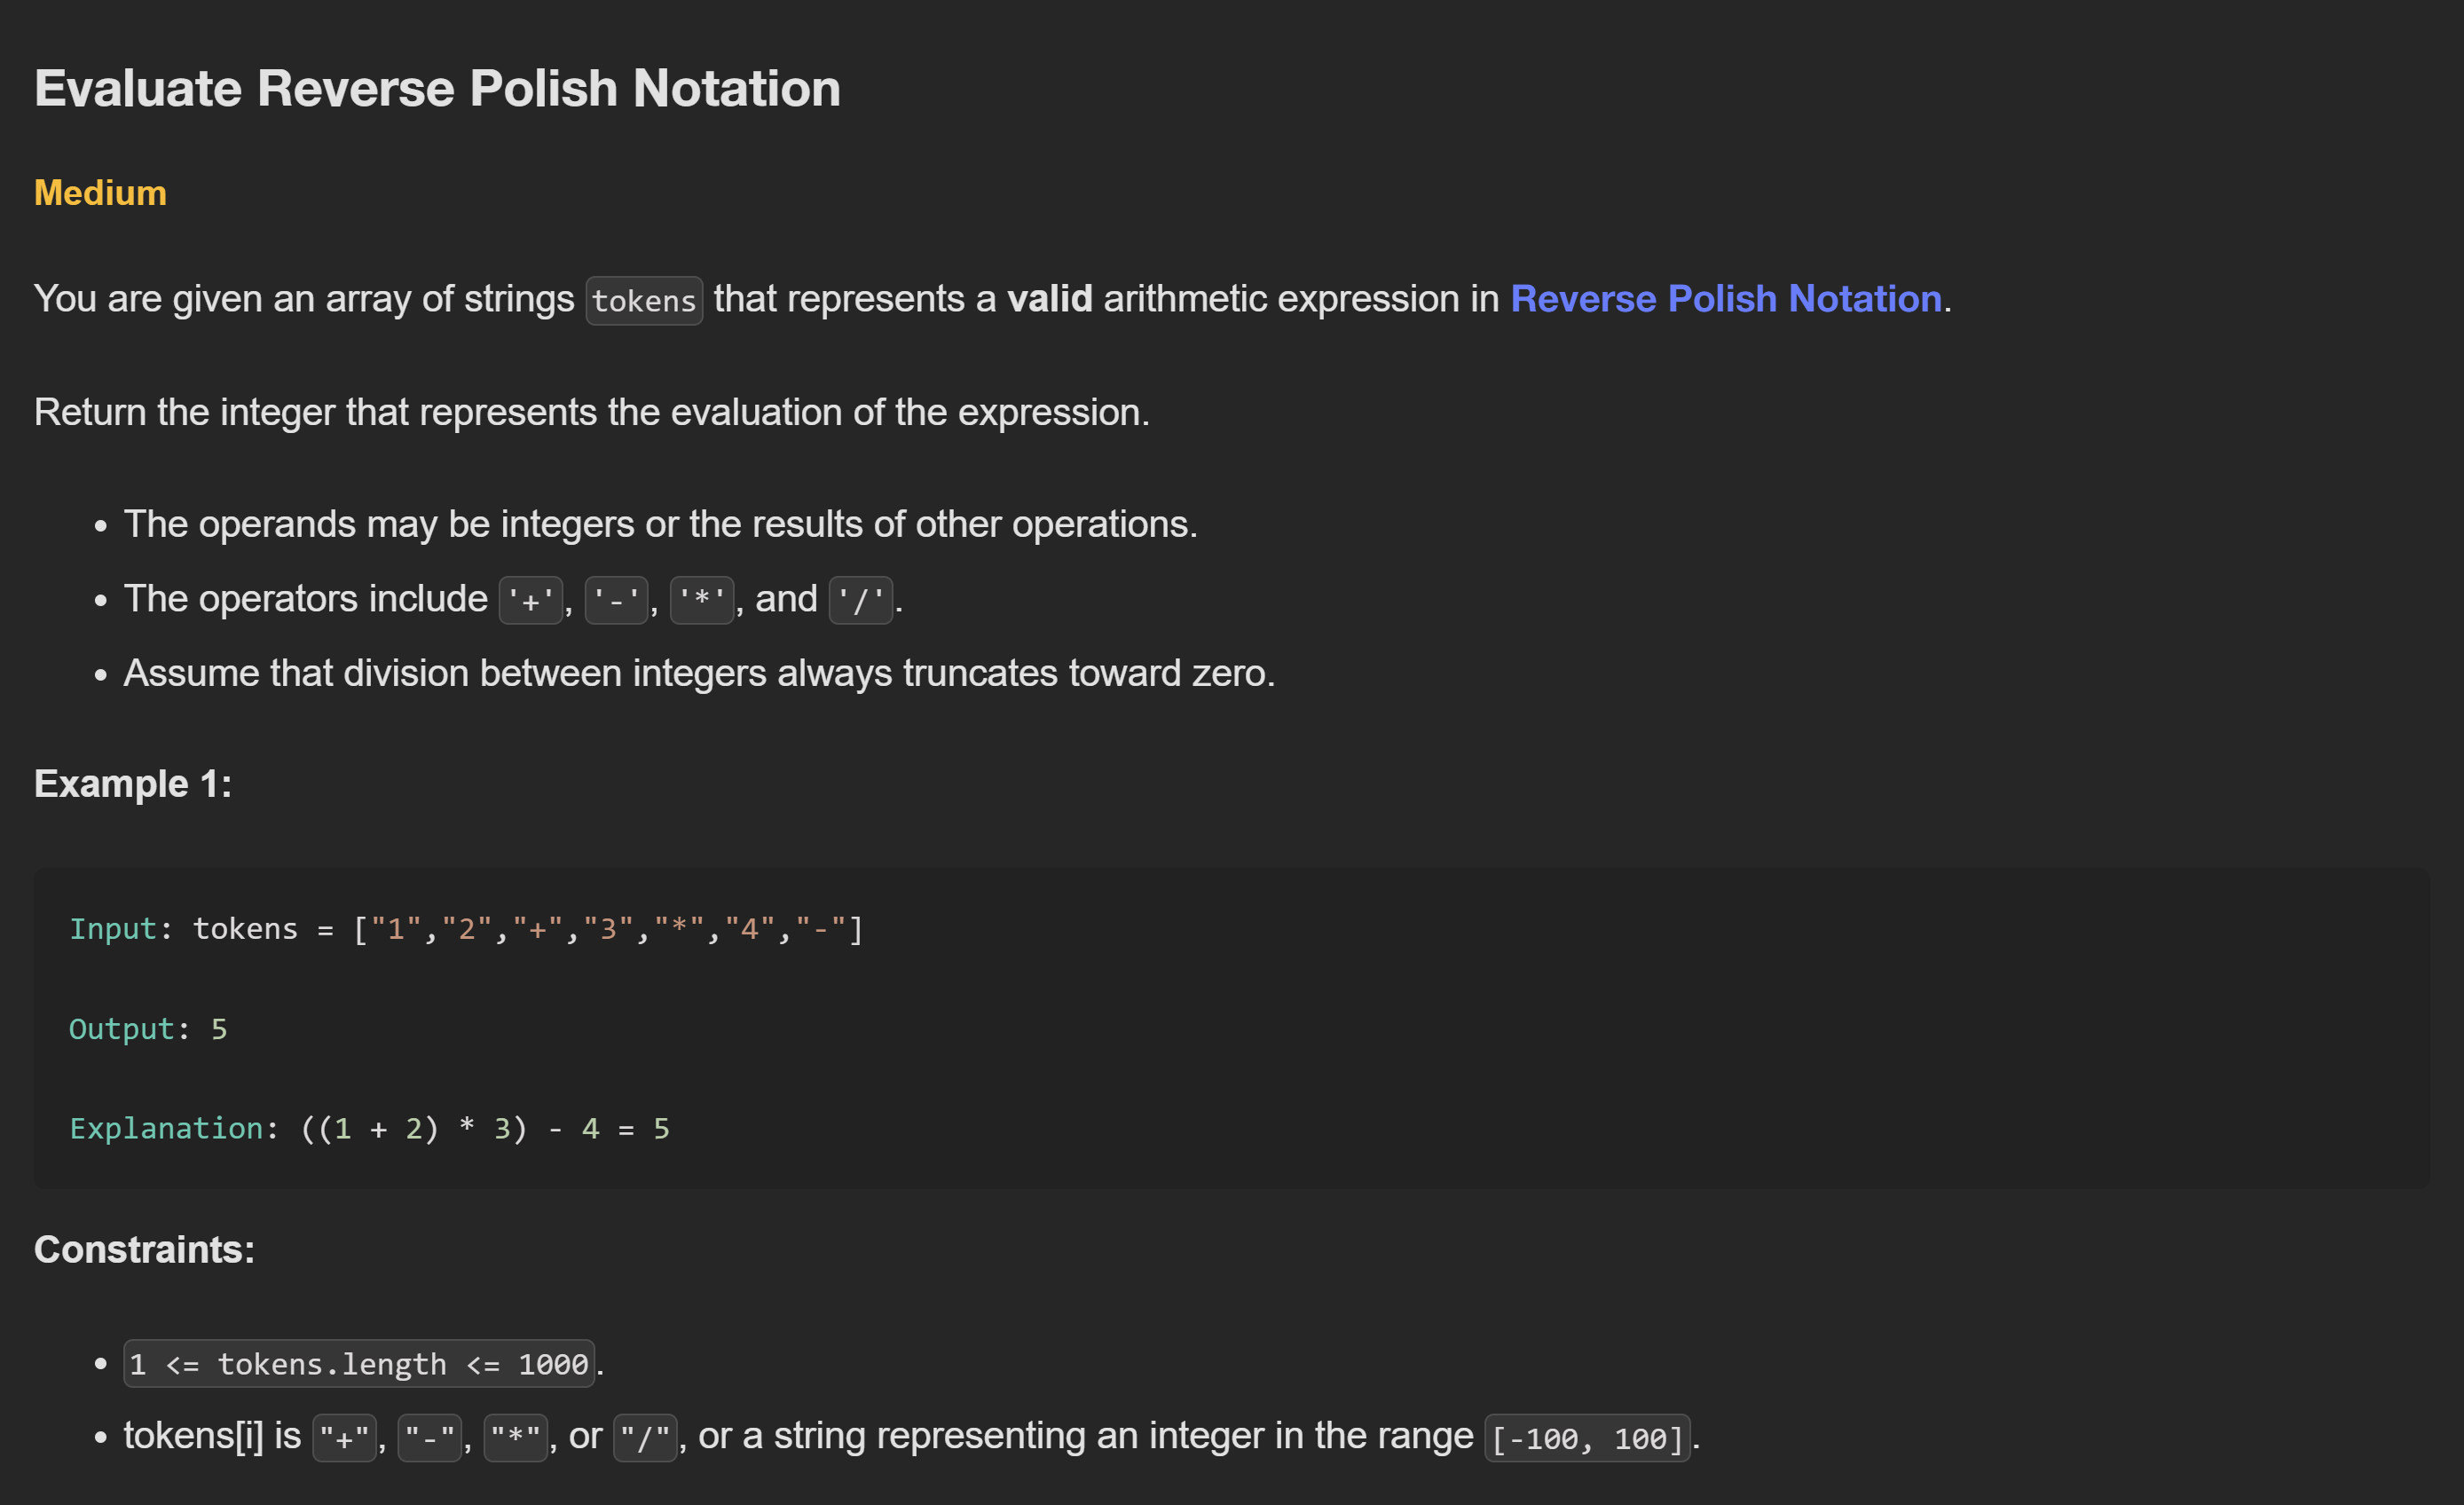 Evaluate Reverse Polish Notation
Medium
You are given an array of strings tokens that represents a valid arithmetic expression in Reverse Polish Notation.
Return the integer that represents the evaluation of the expression.
• The operands may be integers or the results of other operations.
• The operators include '+', '-', '*', and '/'.
• Assume that division between integers always truncates toward zero.
Example 1:
Input: tokens = ["1","2","+","3","*","4","-"]
Output: 5
Explanation: ((1 + 2) * 3) - 4 = 5
Constraints:
• 1 <= tokens.length <= 1000.
• tokens[i] is "+", "-", "*", or "/", or a string representing an integer in the range [-100, 100].